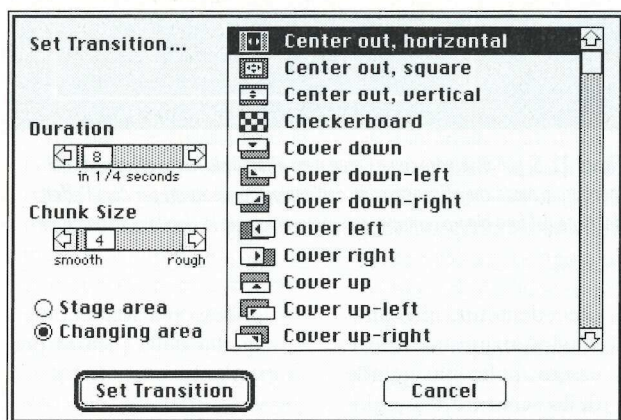 Set Transition...
Duration
8
in 1/4 seconds
Chunk Size
4
smooth rough
Stage area
Changing area
Center out, horizontal
Center out, square
Center out, vertical
Checkerboard
Cover down
Cover down-left
Cover down-right
Cover left
Cover right
Cover up
Cover up-left
Cover up-right
Set Transition
Cancel